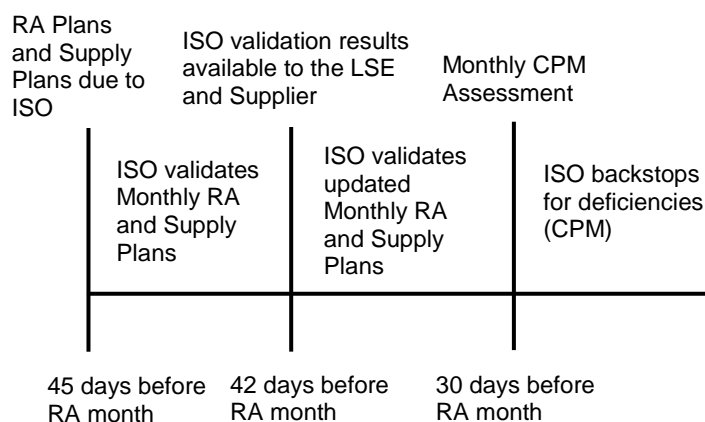 RA Plans
and Supply
Plans due to
ISO
ISO validation results
available to the LSE
and Supplier
Monthly CPM
Assessment
ISO validates
Monthly RA
and Supply
Plans
ISO validates
updated
Monthly RA
and Supply
Plans
ISO backstops
for deficiencies
(CPM)
45 days before
RA month
42 days before
RA month
30 days before
RA month